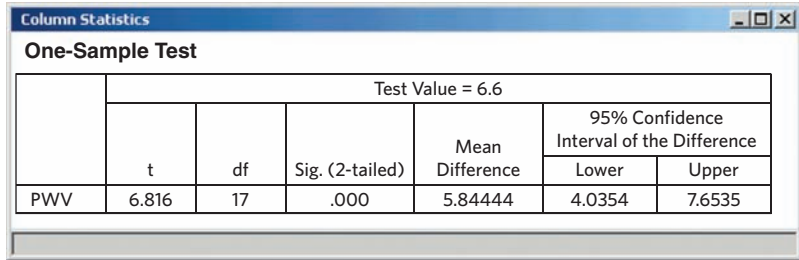 Column Statistics
One-Sample Test
Test Value = 6.6
t df Sig. (2-tailed) Mean Difference 95% Confidence Interval of the Difference
Lower Upper
PWV 6.816 17 .000 5.84444 4.0354 7.6535